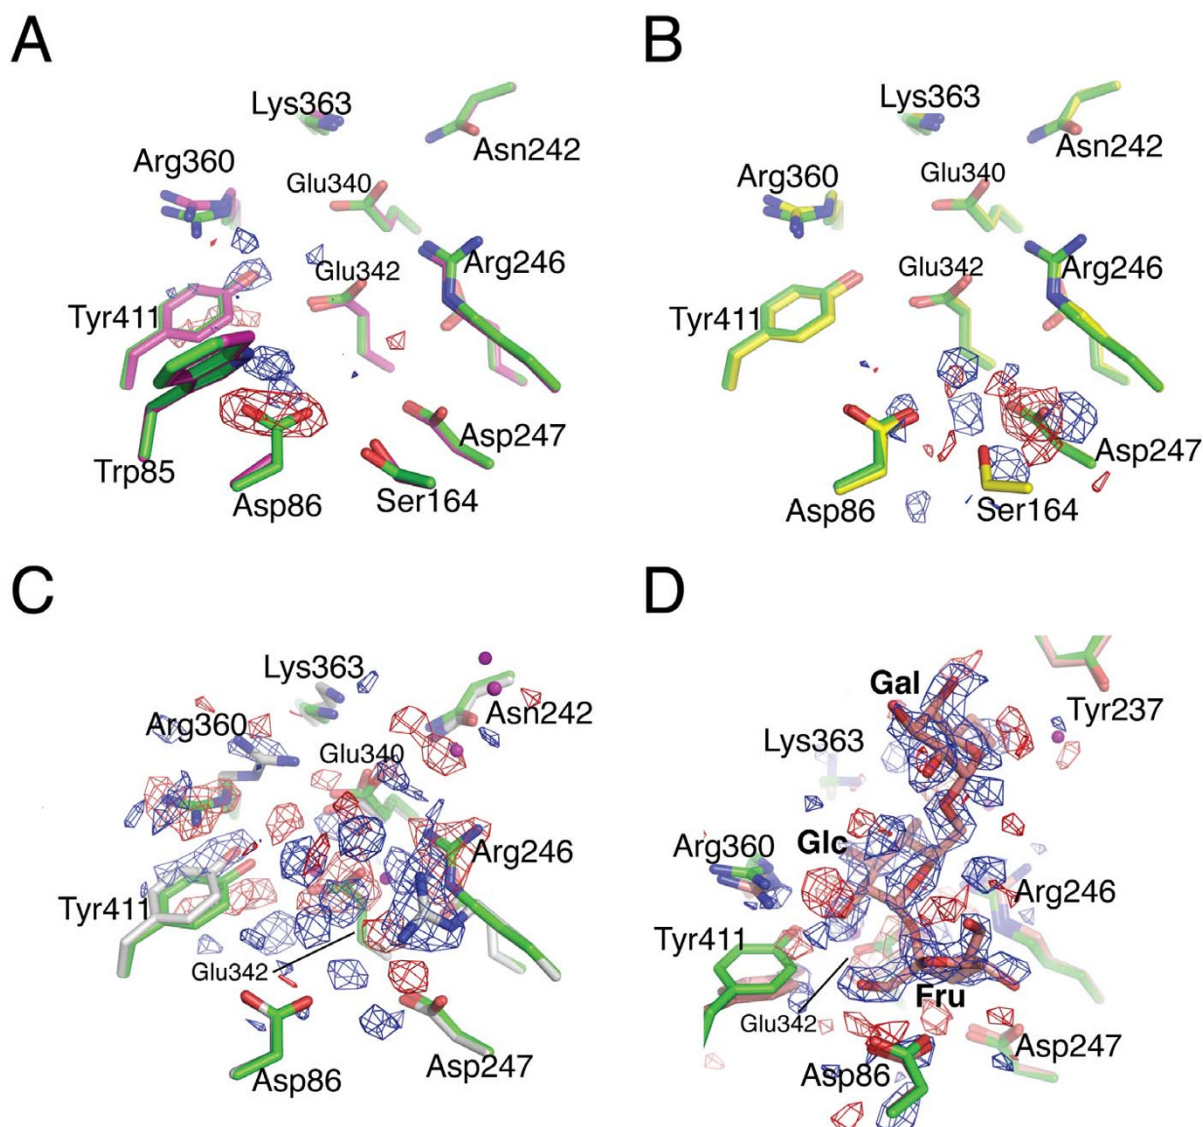 A
Lys363
Asn242
Arg360
Glu340
Arg246
Glu342
Tyr411
Trp85
Asp86
Ser164
Asp247
B
Lys363
Asn242
Arg360
Glu340
Arg246
Glu342
Tyr411
Asp247
Asp86
Ser164
C
Lys363
Asn242
Arg360
Glu340
Arg246
Tyr411
Glu342
Asp86
Asp247
D
Gal
Tyr237
Lys363
Glc
Arg360
Arg246
Tyr411
Fru
Glu342
Asp247
Asp86